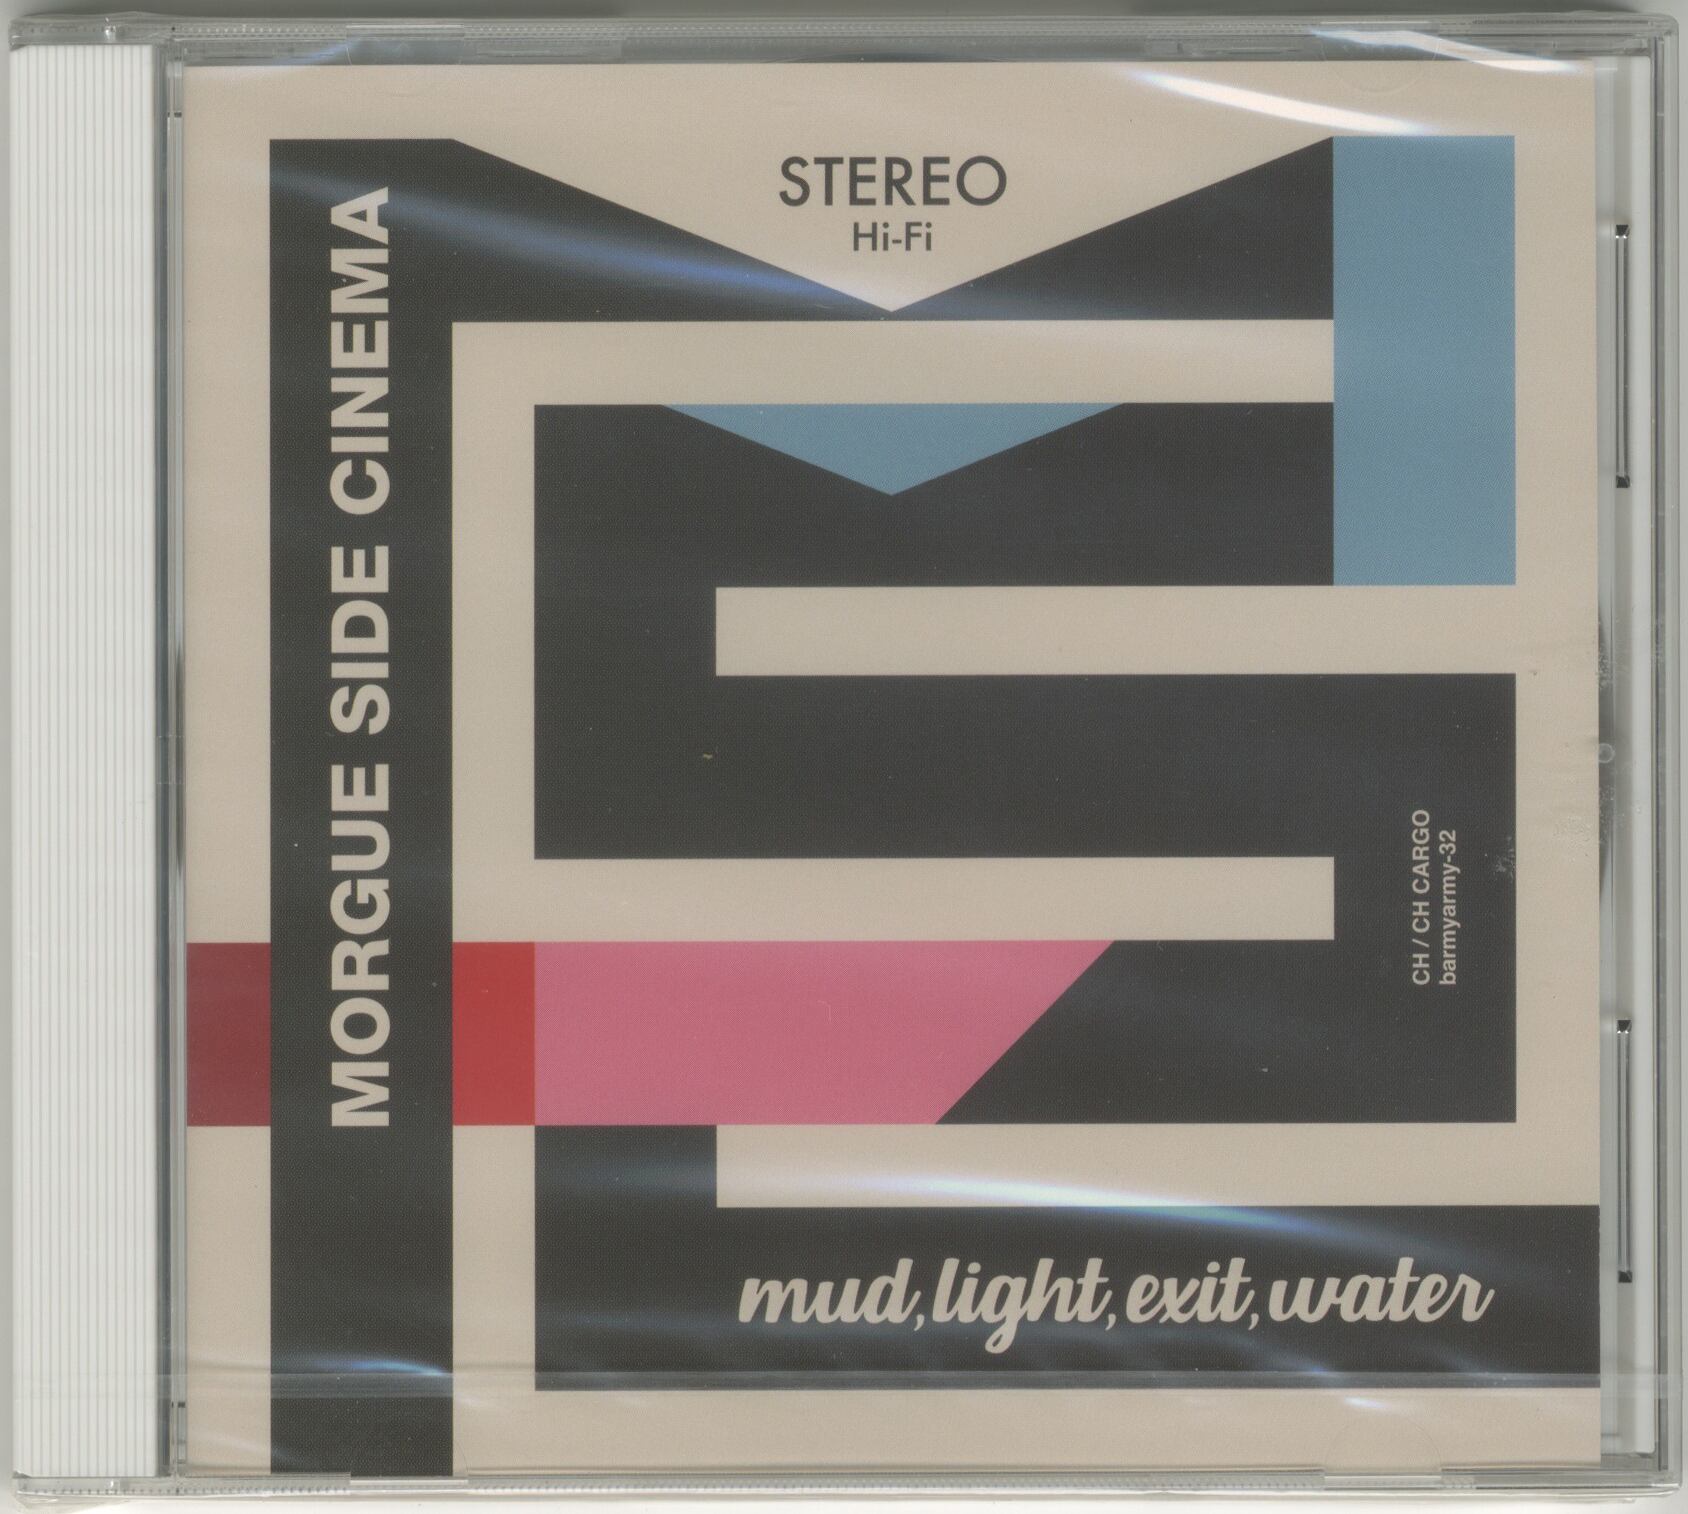 STEREO
Hi-Fi
MORGUE SIDE CINEMA
CH / CH CARGO
barmyarmy-32
mud,light,exit,water